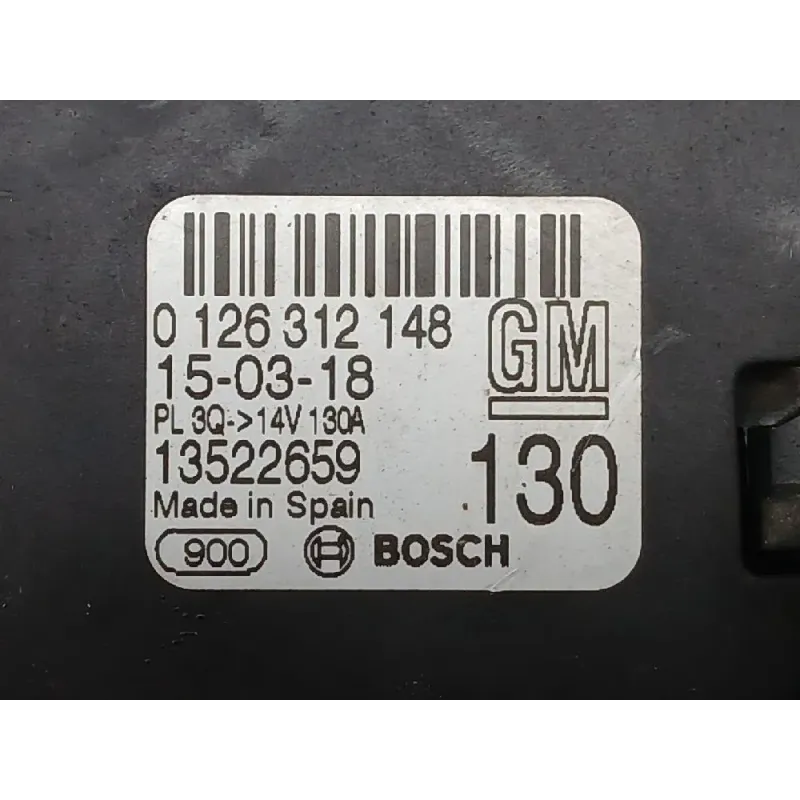 0 126 312 148
15-03-18
PL 3Q->14V 130A
13522659
Made in Spain
900
BOSCH
GM
130